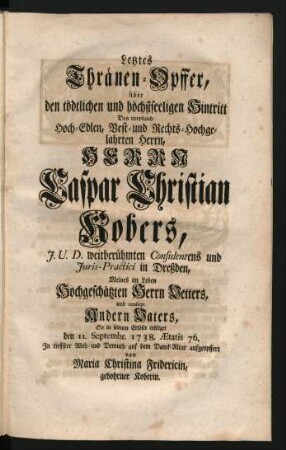 Letztes
Thränen-Opffer,
über
den tödtlichen und höchstseeligen Hintritt
Des weyland
Hoch-Edlen, Vest- und Rechts-Hochge-
lahrten Herrn,
HERRN
Caspar Christian
Kobers,
J. U. D. weitberühmten Consulentens und
Juris-Practici in Dreßden,
Meines im Leben
Hochgeschätzten Herrn Vetters,
und
Andern Vaters,
So in seinem Erlöser erfolget
den 11. Septembr. 1738. Ætatis 76.
In tieffster Weh- und Demuth auf dem Danck-Altar aufgeopffert
von
Maria Christina Fridericin,
gebohrner Koberin.